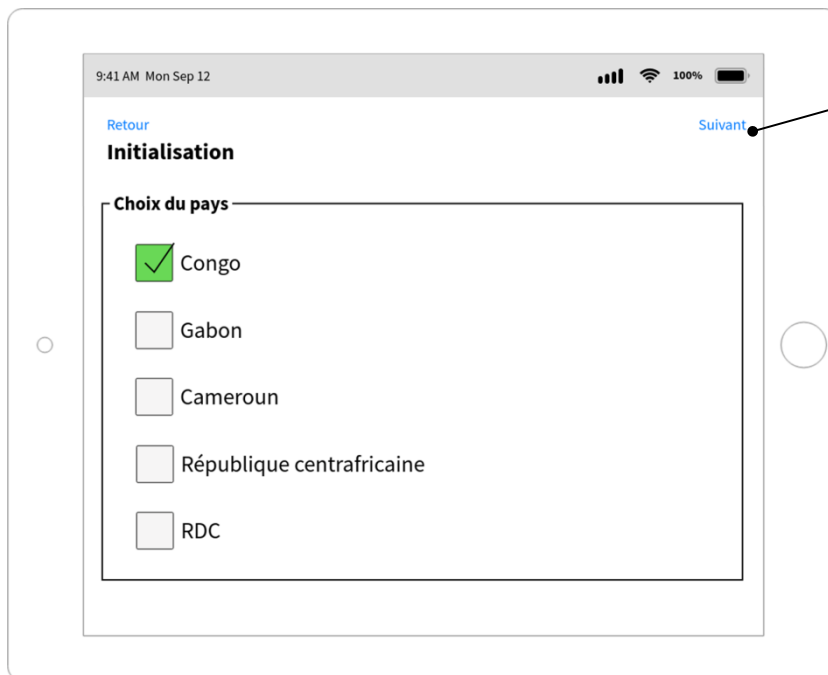 9:41 AM Mon Sep 12 100%
Retour Suivant
Initialisation
Choix du pays
Congo
Gabon
Cameroun
République centrafricaine
RDC